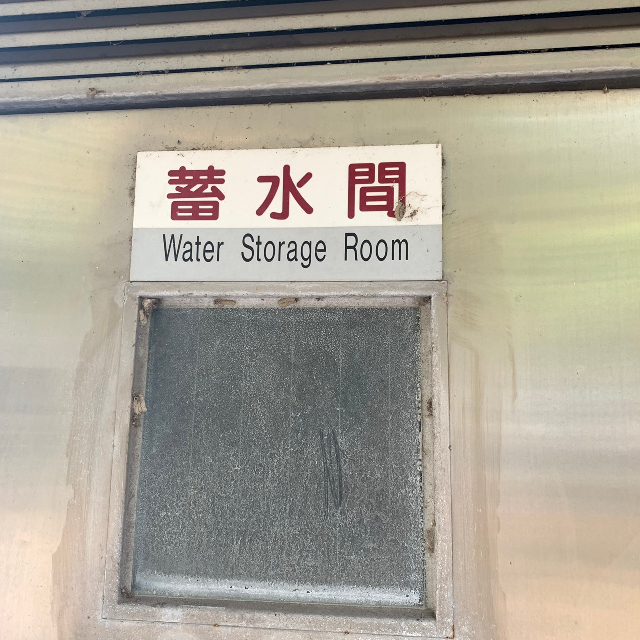 蓄水間
Water Storage Room